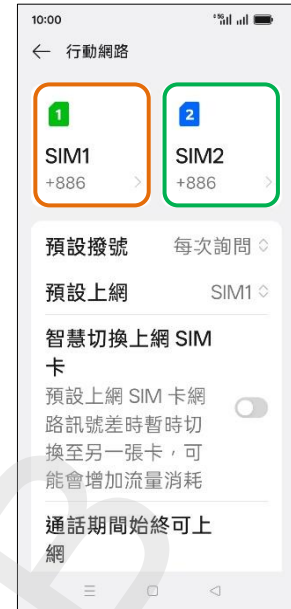 10:00 5G
← 行動網路
1 2
SIM1 SIM2
+886 > +886 >
預設撥號 每次詢問
預設上網 SIM1
智慧切換上網 SIM
卡
預設上網 SIM 卡網
路訊號差時暫時切
換至另一張卡，可
能會增加流量消耗
通話期間始終可上
網